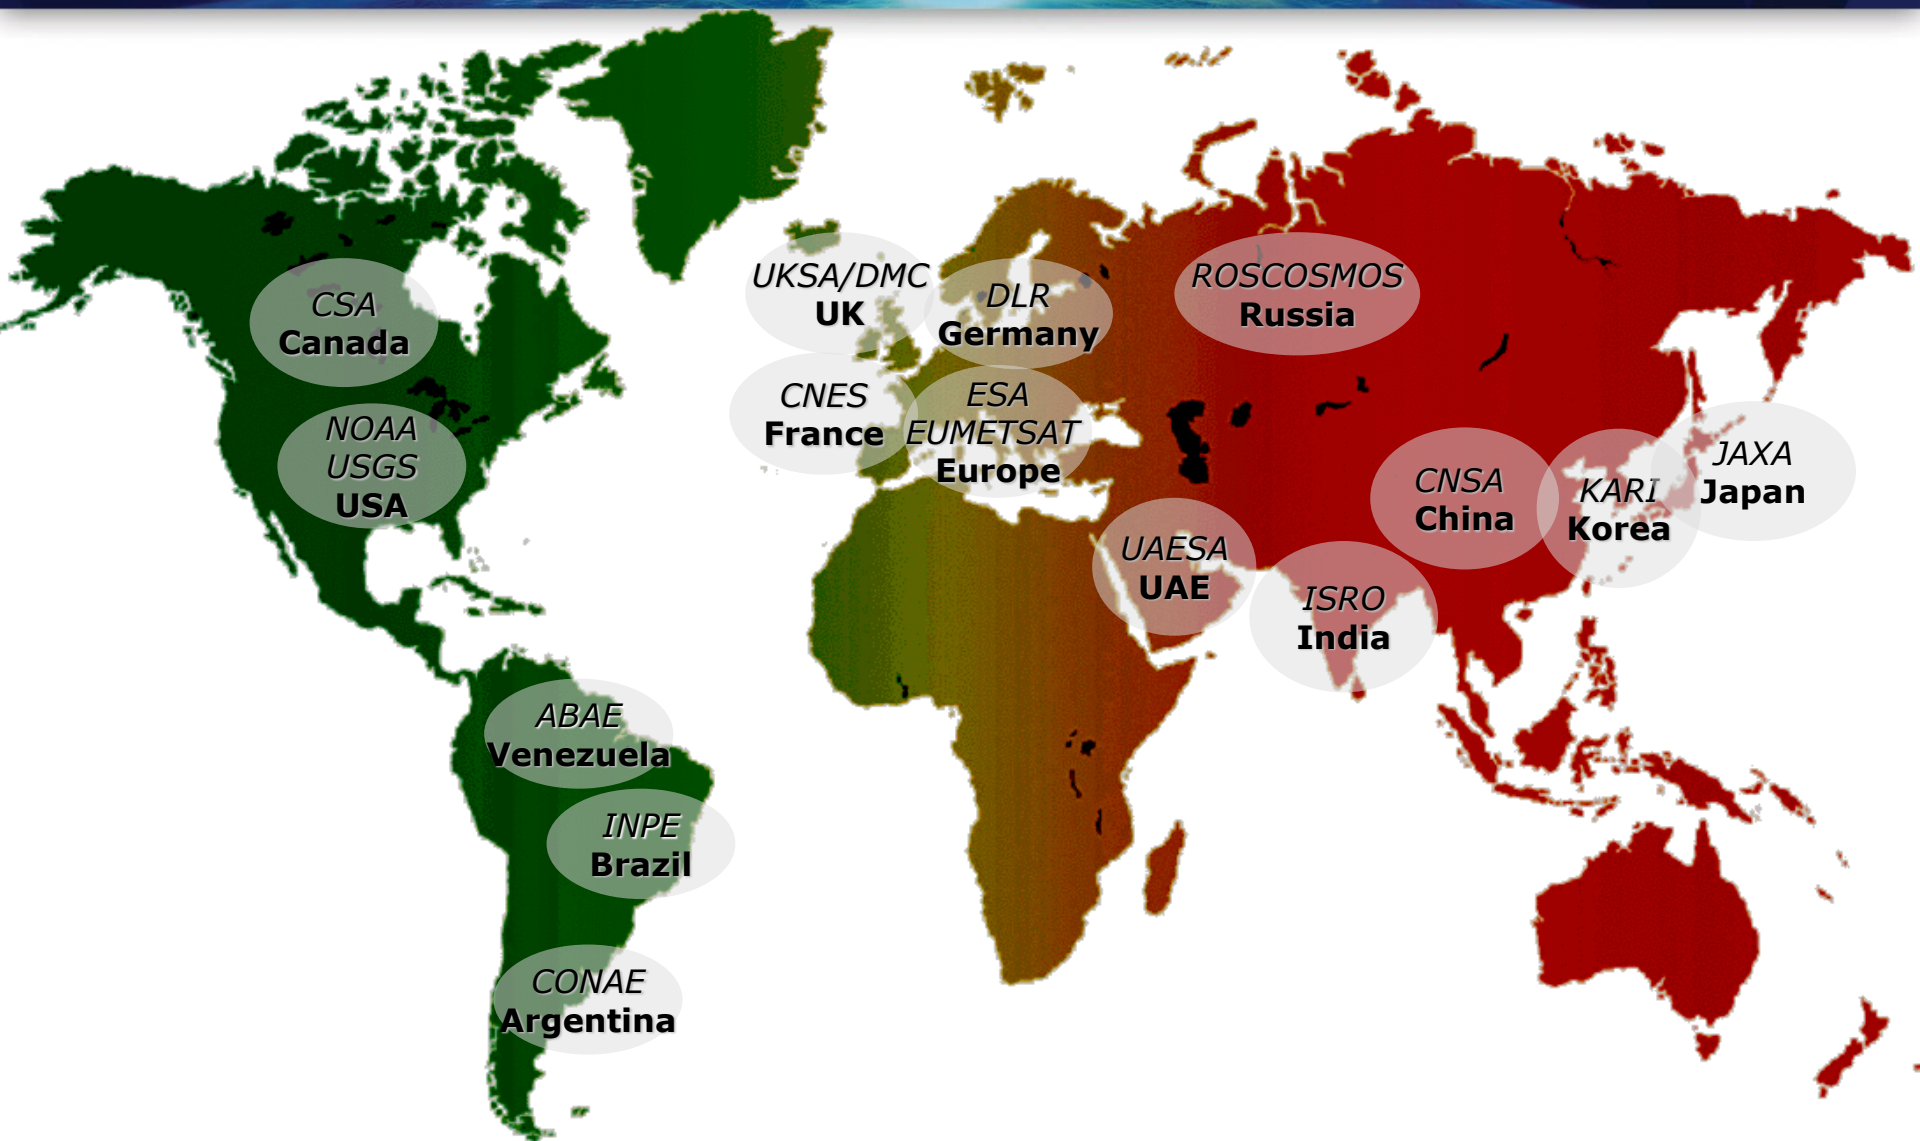 CSA
Canada
NOAA
USGS
USA
UKSA/DMC
UK
DLR
Germany
ROSCOSMOS
Russia
CNES
France
ESA
EUMETSAT
Europe
CNSA
China
KARI
Korea
JAXA
Japan
UAESA
UAE
ISRO
India
ABAE
Venezuela
INPE
Brazil
CONAE
Argentina